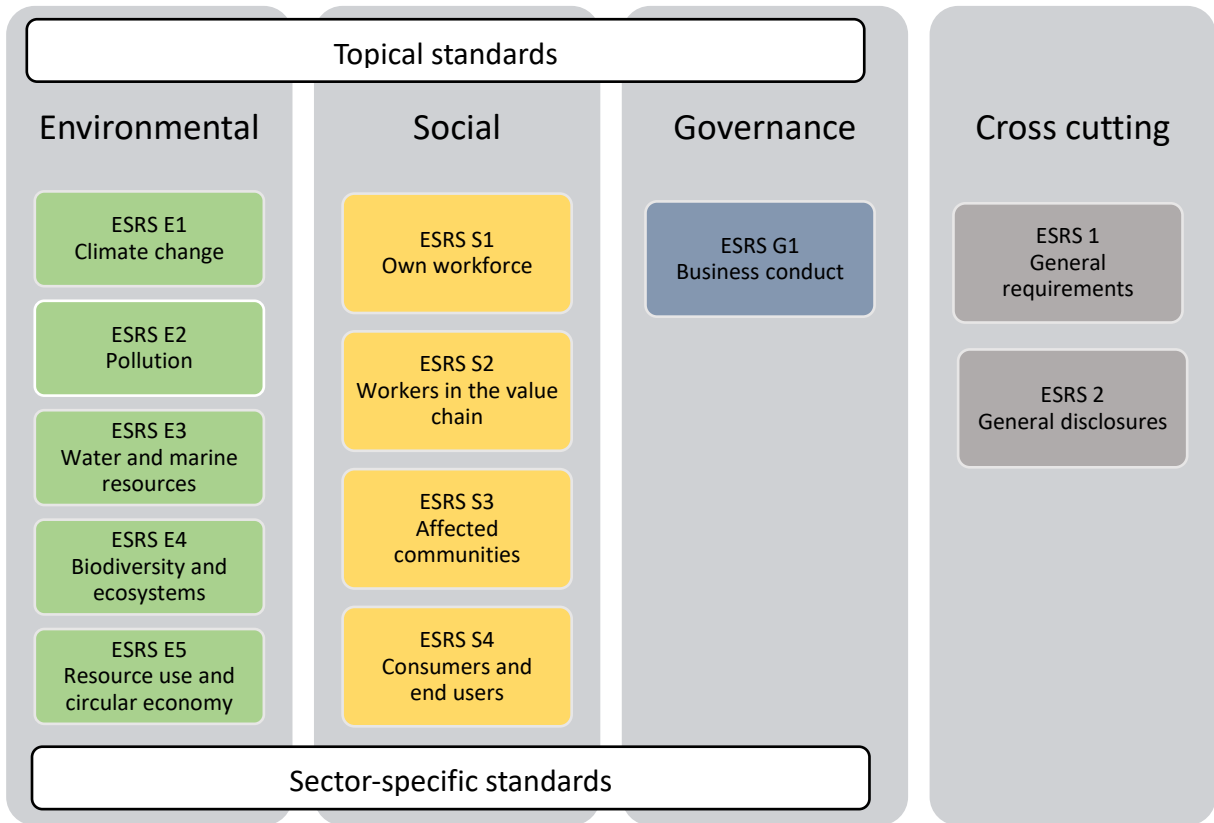 Topical standards
Environmental
ESRS E1
Climate change
ESRS E2
Pollution
ESRS E3
Water and marine
resources
ESRS E4
Biodiversity and
ecosystems
ESRS E5
Resource use and
circular economy
Social
ESRS S1
Own workforce
ESRS S2
Workers in the value
chain
ESRS S3
Affected
communities
ESRS S4
Consumers and
end users
Governance
ESRS G1
Business conduct
Cross cutting
ESRS 1
General
requirements
ESRS 2
General disclosures
Sector-specific standards